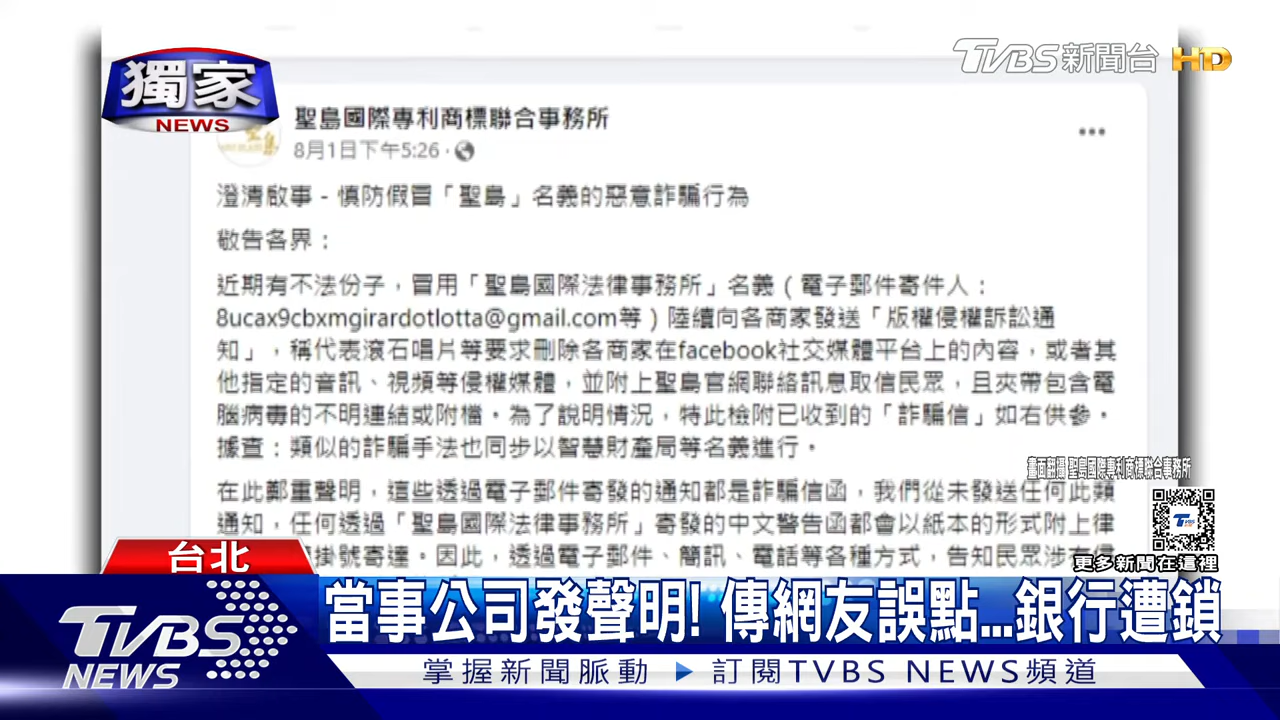 獨家
NEWS
TVBS新聞台 HD
聖島國際專利商標聯合事務所
8月1日下午5:26
澄清啟事 - 慎防假冒「聖島」名義的惡意詐騙行為
敬告各界：
近期有不法份子，冒用「聖島國際法律事務所」名義（電子郵件寄件人：
8ucax9cbxmgirardotlotta@gmail.com等）陸續向各商家發送「版權侵權訴訟通
知」，稱代表滾石唱片等要求刪除各商家在facebook社交媒體平台上的內容，或者其
他指定的音訊、視頻等侵權媒體，並附上聖島官網聯絡訊息取信民眾，且夾帶包含電
腦病毒的不明連結或附檔。為了說明情況，特此檢附已收到的「詐騙信」如右供參。
據查：類似的詐騙手法也同步以智慧財產局等名義進行。
畫面翻攝 聖島國際專利商標聯合事務所
在此鄭重聲明，這些透過電子郵件寄發的通知都是詐騙信函，我們從未發送任何此類
通知，任何透過「聖島國際法律事務所」寄發的中文警告函都會以紙本的形式附上律
掛號寄達。因此，透過電子郵件、簡訊、電話等各種方式，告知民眾涉有侵
TVBS
更多新聞在這裡
台北
當事公司發聲明! 傳網友誤點...銀行遭鎖
TVBS
NEWS
掌握新聞脈動 ▶ 訂閱TVBS NEWS頻道